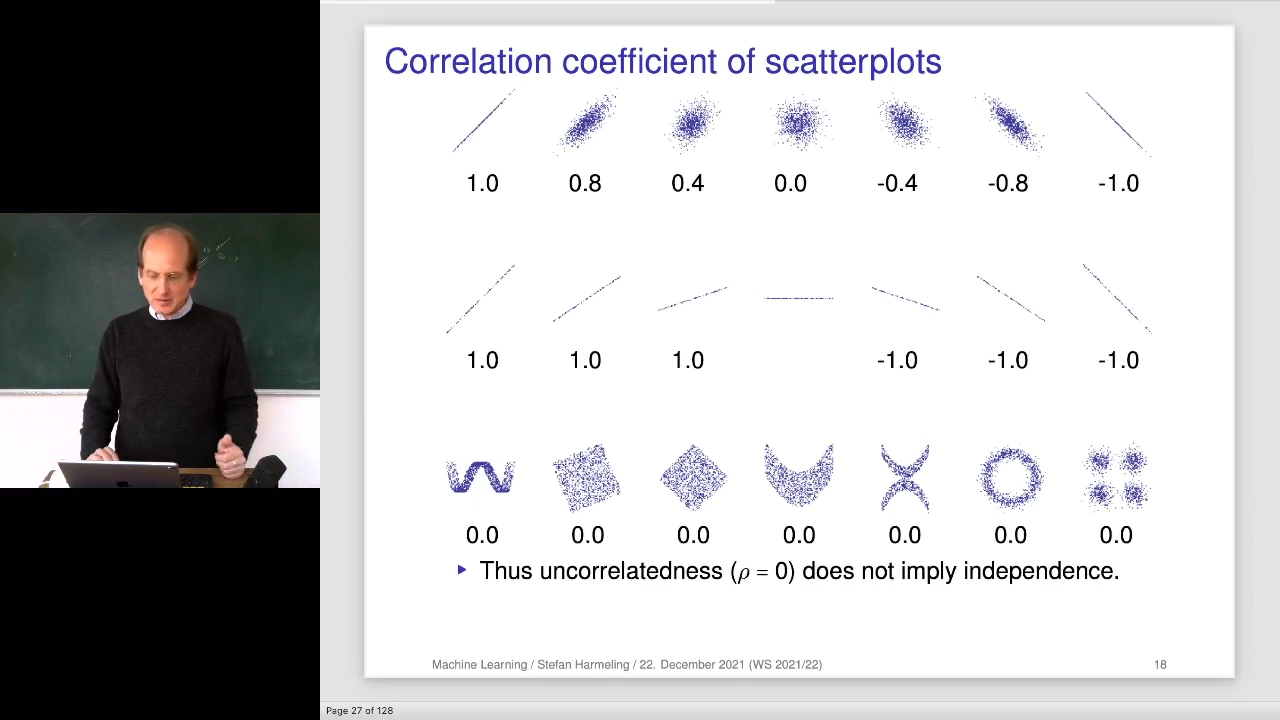 Correlation coefficient of scatterplots
1.0 0.8 0.4 0.0 -0.4 -0.8 -1.0
1.0 1.0 1.0 -1.0 -1.0 -1.0
0.0 0.0 0.0 0.0 0.0 0.0 0.0
▸ Thus uncorrelatedness (ρ = 0) does not imply independence.
Machine Learning / Stefan Harmeling / 22. December 2021 (WS 2021/22) 18
Page 27 of 128